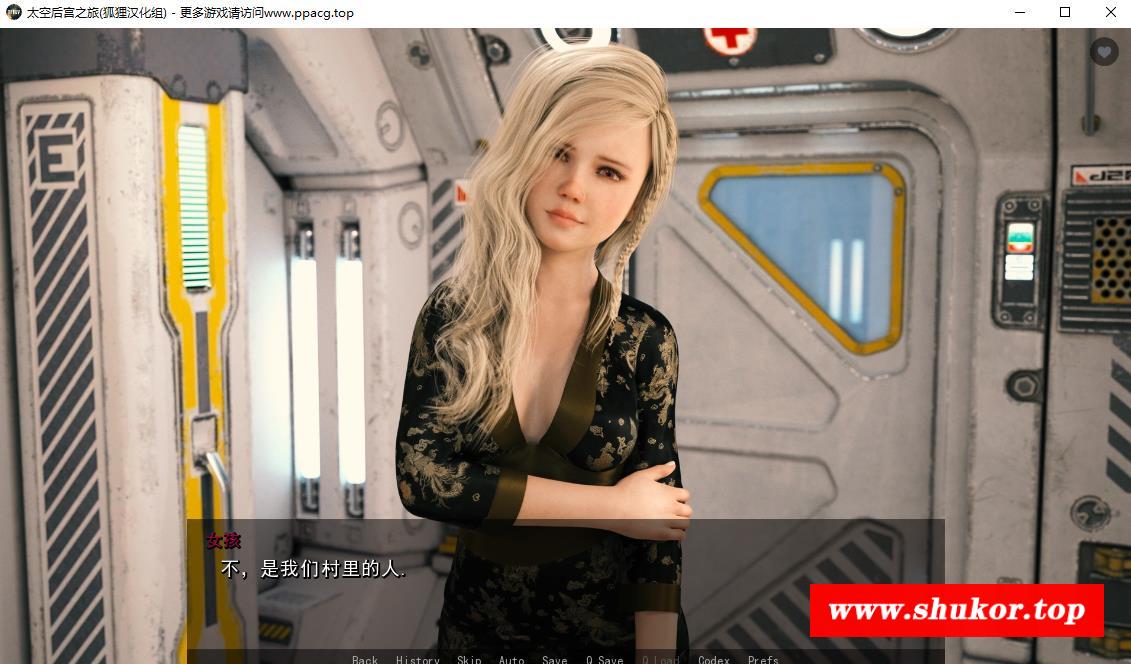 太空后宫之旅(狐狸汉化组) - 更多游戏请访问www.ppacg.top
E
女孩
不，是我们村里的人.
www.shukor.top
Back History Skip Auto Save Q.Save Q.Load Codex Prefs